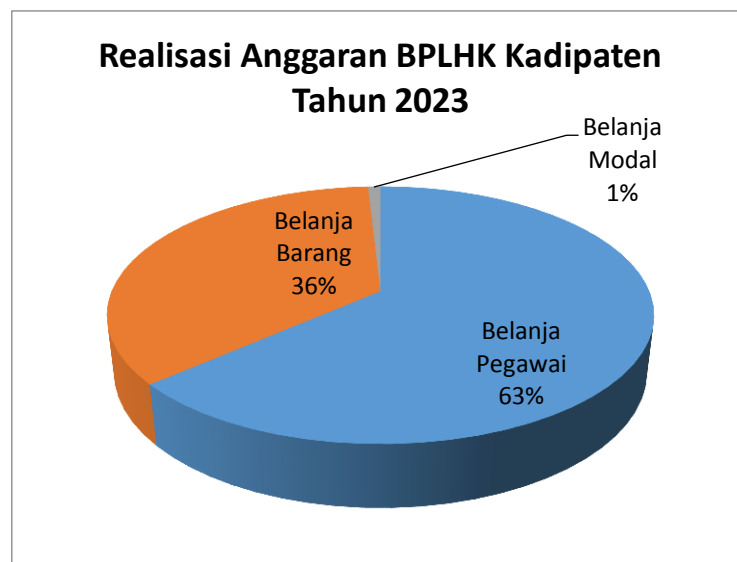 Realisasi Anggaran BPLHK Kadipaten
Tahun 2023
Belanja
Modal
1%
Belanja
Barang
36%
Belanja
Pegawai
63%